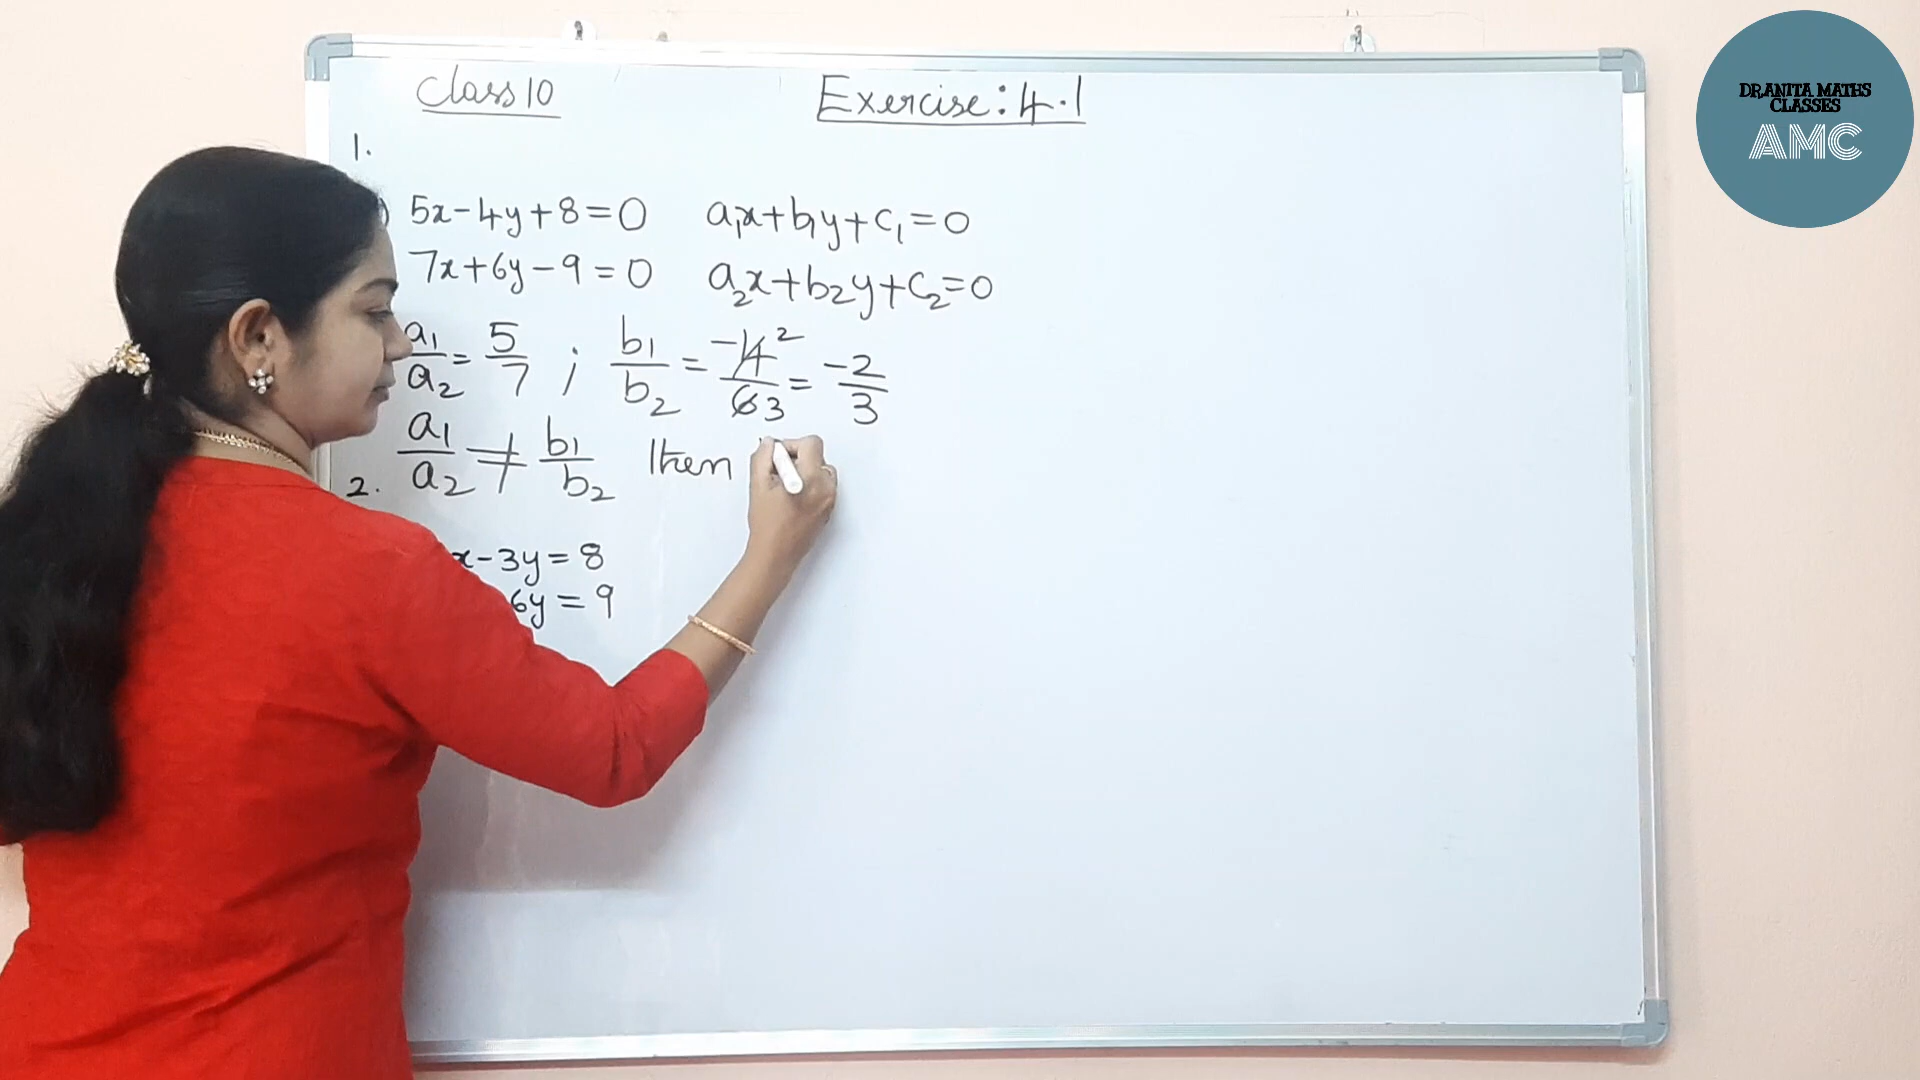 Class 10
Exercise: 4.1
1.
) 5x-4y+8=0
a₁x+b₁y+c₁=0
7x+6y-9=0
a₂x+b₂y+c₂=0
a₁/a₂ = 5/7 ; b₁/b₂ = -4²/63 = -2/3
a₁/a₂ ≠ b₁/b₂ then
2.
x-3y=8
6y=9
DR.ANITA MATHS
CLASSES
AMC